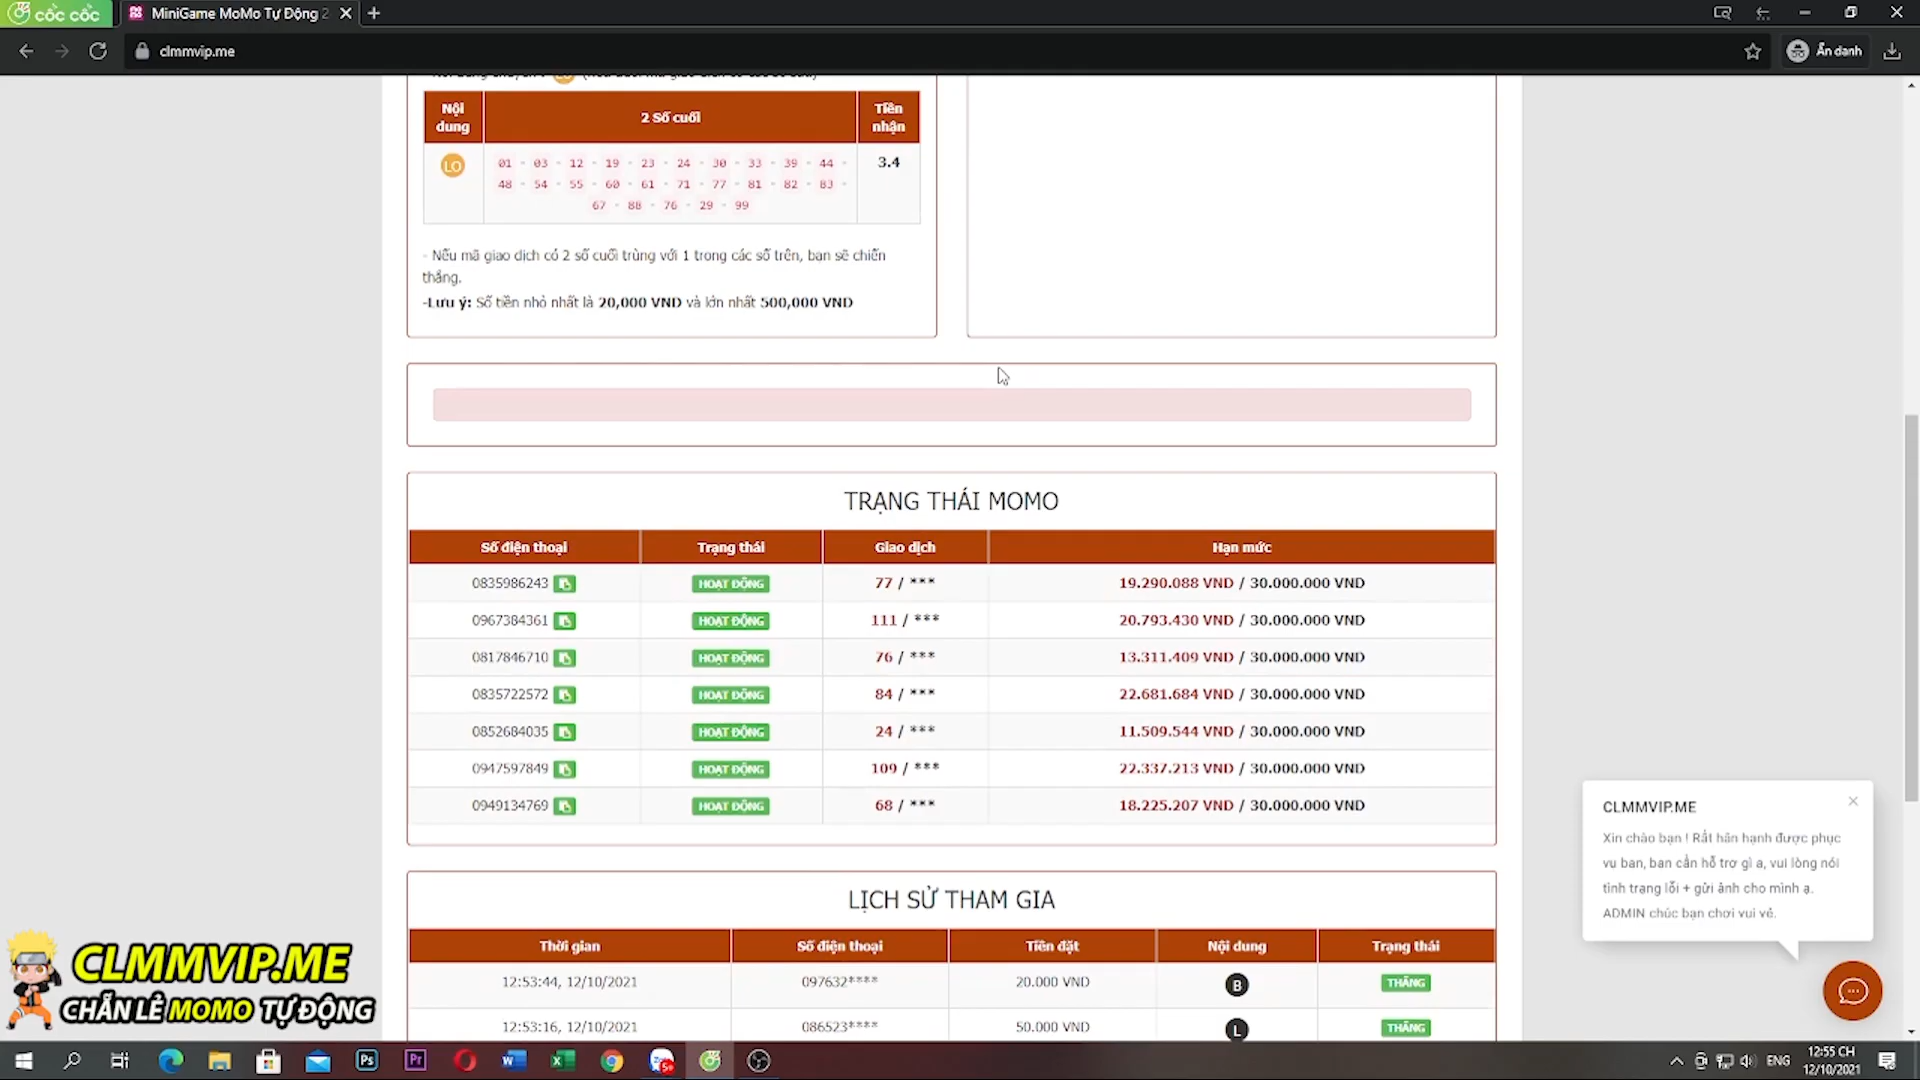 cốc cốc
MiniGame MoMo Tự Động 2
clmmvip.me
Ẩn danh
Nội dung
2 Số cuối
Tiền nhận
LO
01 - 03 - 12 - 19 - 23 - 24 - 30 - 33 - 39 - 44 -
48 - 54 - 55 - 60 - 61 - 71 - 77 - 81 - 82 - 83 -
67 - 88 - 76 - 29 - 99
3.4
- Nếu mã giao dịch có 2 số cuối trùng với 1 trong các số trên, bạn sẽ chiến
thắng.
-Lưu ý: Số tiền nhỏ nhất là 20,000 VND và lớn nhất 500,000 VND
TRẠNG THÁI MOMO
Số điện thoại Trạng thái Giao dịch Hạn mức
0835986243 HOẠT ĐỘNG 77 / *** 19.290.088 VND / 30.000.000 VND
0967384361 HOẠT ĐỘNG 111 / *** 20.793.430 VND / 30.000.000 VND
0817846710 HOẠT ĐỘNG 76 / *** 13.311.409 VND / 30.000.000 VND
0835722572 HOẠT ĐỘNG 84 / *** 22.681.684 VND / 30.000.000 VND
0852684035 HOẠT ĐỘNG 24 / *** 11.509.544 VND / 30.000.000 VND
0947597849 HOẠT ĐỘNG 109 / *** 22.337.213 VND / 30.000.000 VND
0949134769 HOẠT ĐỘNG 68 / *** 18.225.207 VND / 30.000.000 VND
LỊCH SỬ THAM GIA
Thời gian Số điện thoại Tiền đặt Nội dung Trạng thái
12:53:44, 12/10/2021 097632**** 20.000 VND B THẮNG
12:53:16, 12/10/2021 086523**** 50.000 VND L THẮNG
CLMMVIP.ME
Xin chào bạn ! Rất hân hạnh được phục
vụ bạn, bạn cần hỗ trợ gì ạ, vui lòng nói
tình trạng lỗi + gửi ảnh cho mình ạ.
ADMIN chúc bạn chơi vui vẻ.
CLMMVIP.ME
CHẴN LẺ MOMO TỰ ĐỘNG
Ps
Pr
5+
ENG
12:55 CH
12/10/2021